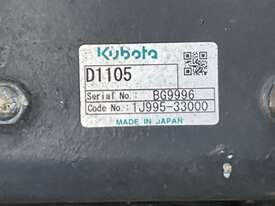 Kubota
D1105
Serial No. BG9996
Code No. 1J995-33000
MADE IN JAPAN